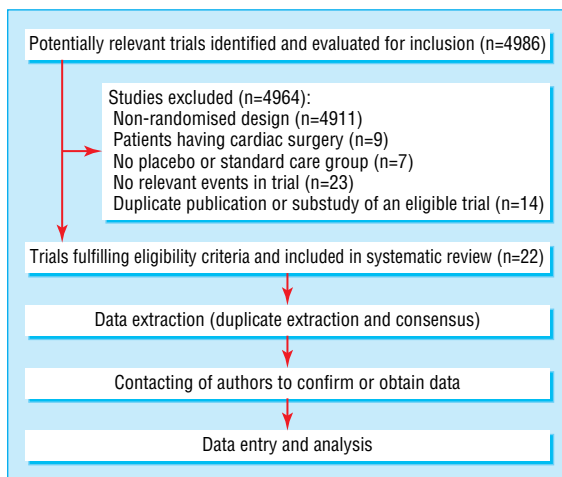 Potentially relevant trials identified and evaluated for inclusion (n=4986)
Studies excluded (n=4964):
Non-randomised design (n=4911)
Patients having cardiac surgery (n=9)
No placebo or standard care group (n=7)
No relevant events in trial (n=23)
Duplicate publication or substudy of an eligible trial (n=14)
Trials fulfilling eligibility criteria and included in systematic review (n=22)
Data extraction (duplicate extraction and consensus)
Contacting of authors to confirm or obtain data
Data entry and analysis